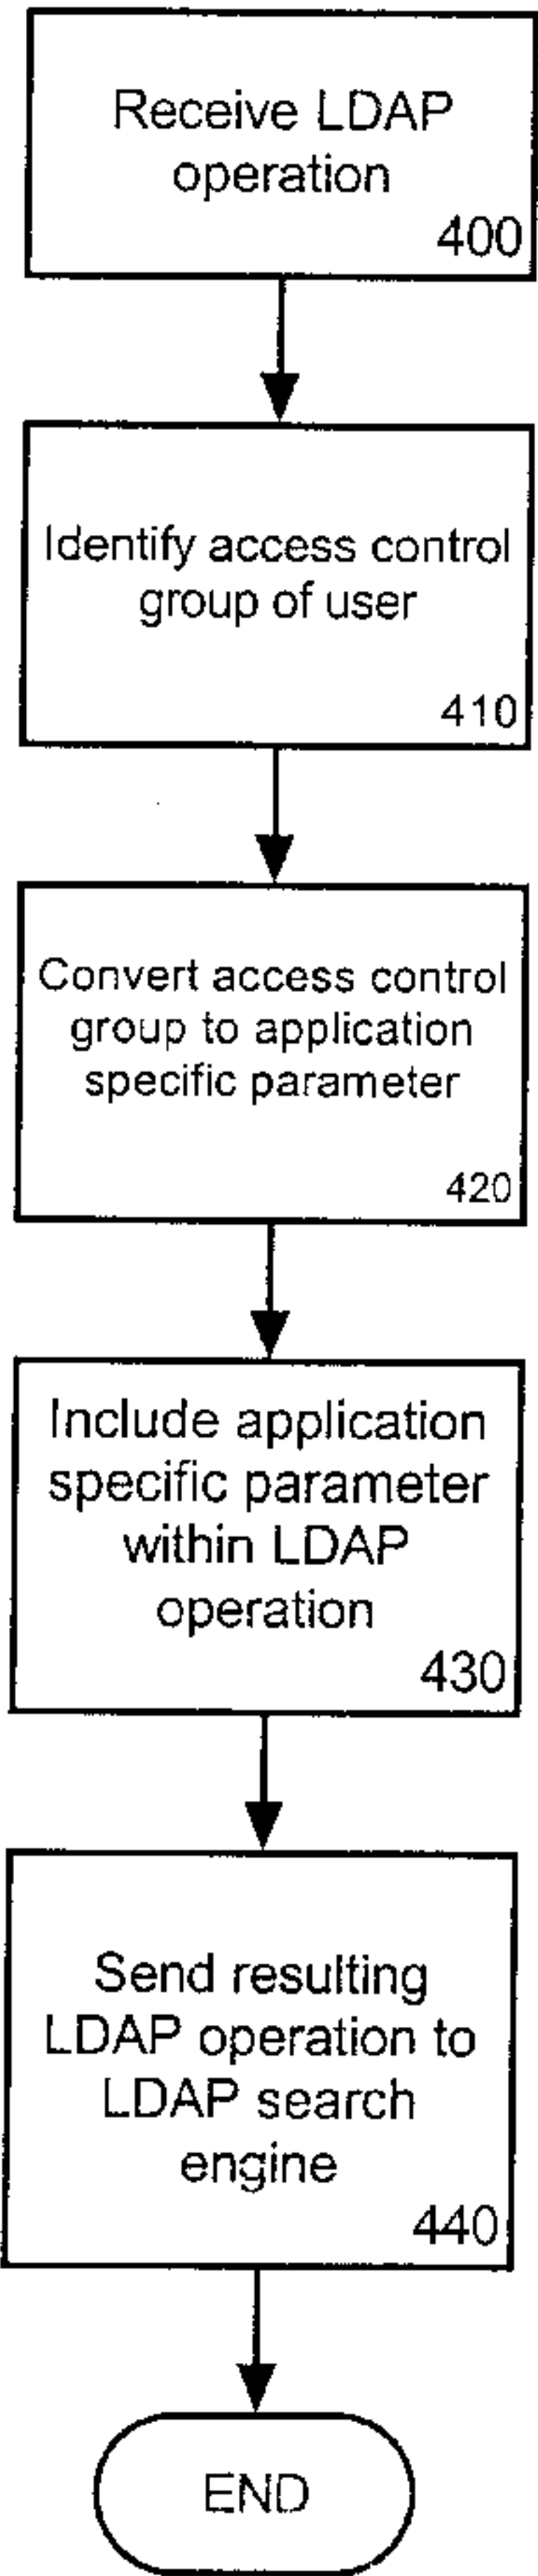 Receive LDAP
operation
400
Identify access control
group of user
410
Convert access control
group to application
specific parameter
420
Include application
specific parameter
within LDAP
operation
430
Send resulting
LDAP operation to
LDAP search
engine
440
END